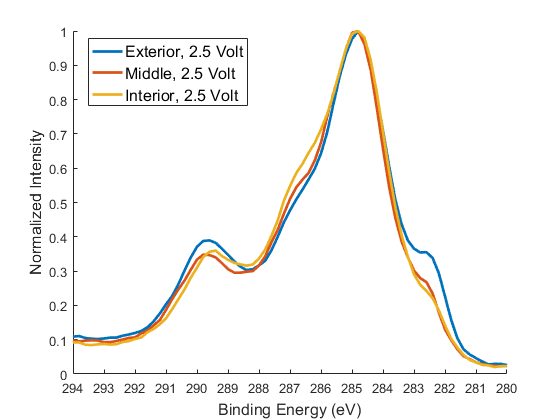 1
0.9
0.8
0.7
0.6
0.5
0.4
0.3
0.2
0.1
0
Normalized Intensity
Exterior, 2.5 Volt
Middle, 2.5 Volt
Interior, 2.5 Volt
294 293 292 291 290 289 288 287 286 285 284 283 282 281 280
Binding Energy (eV)